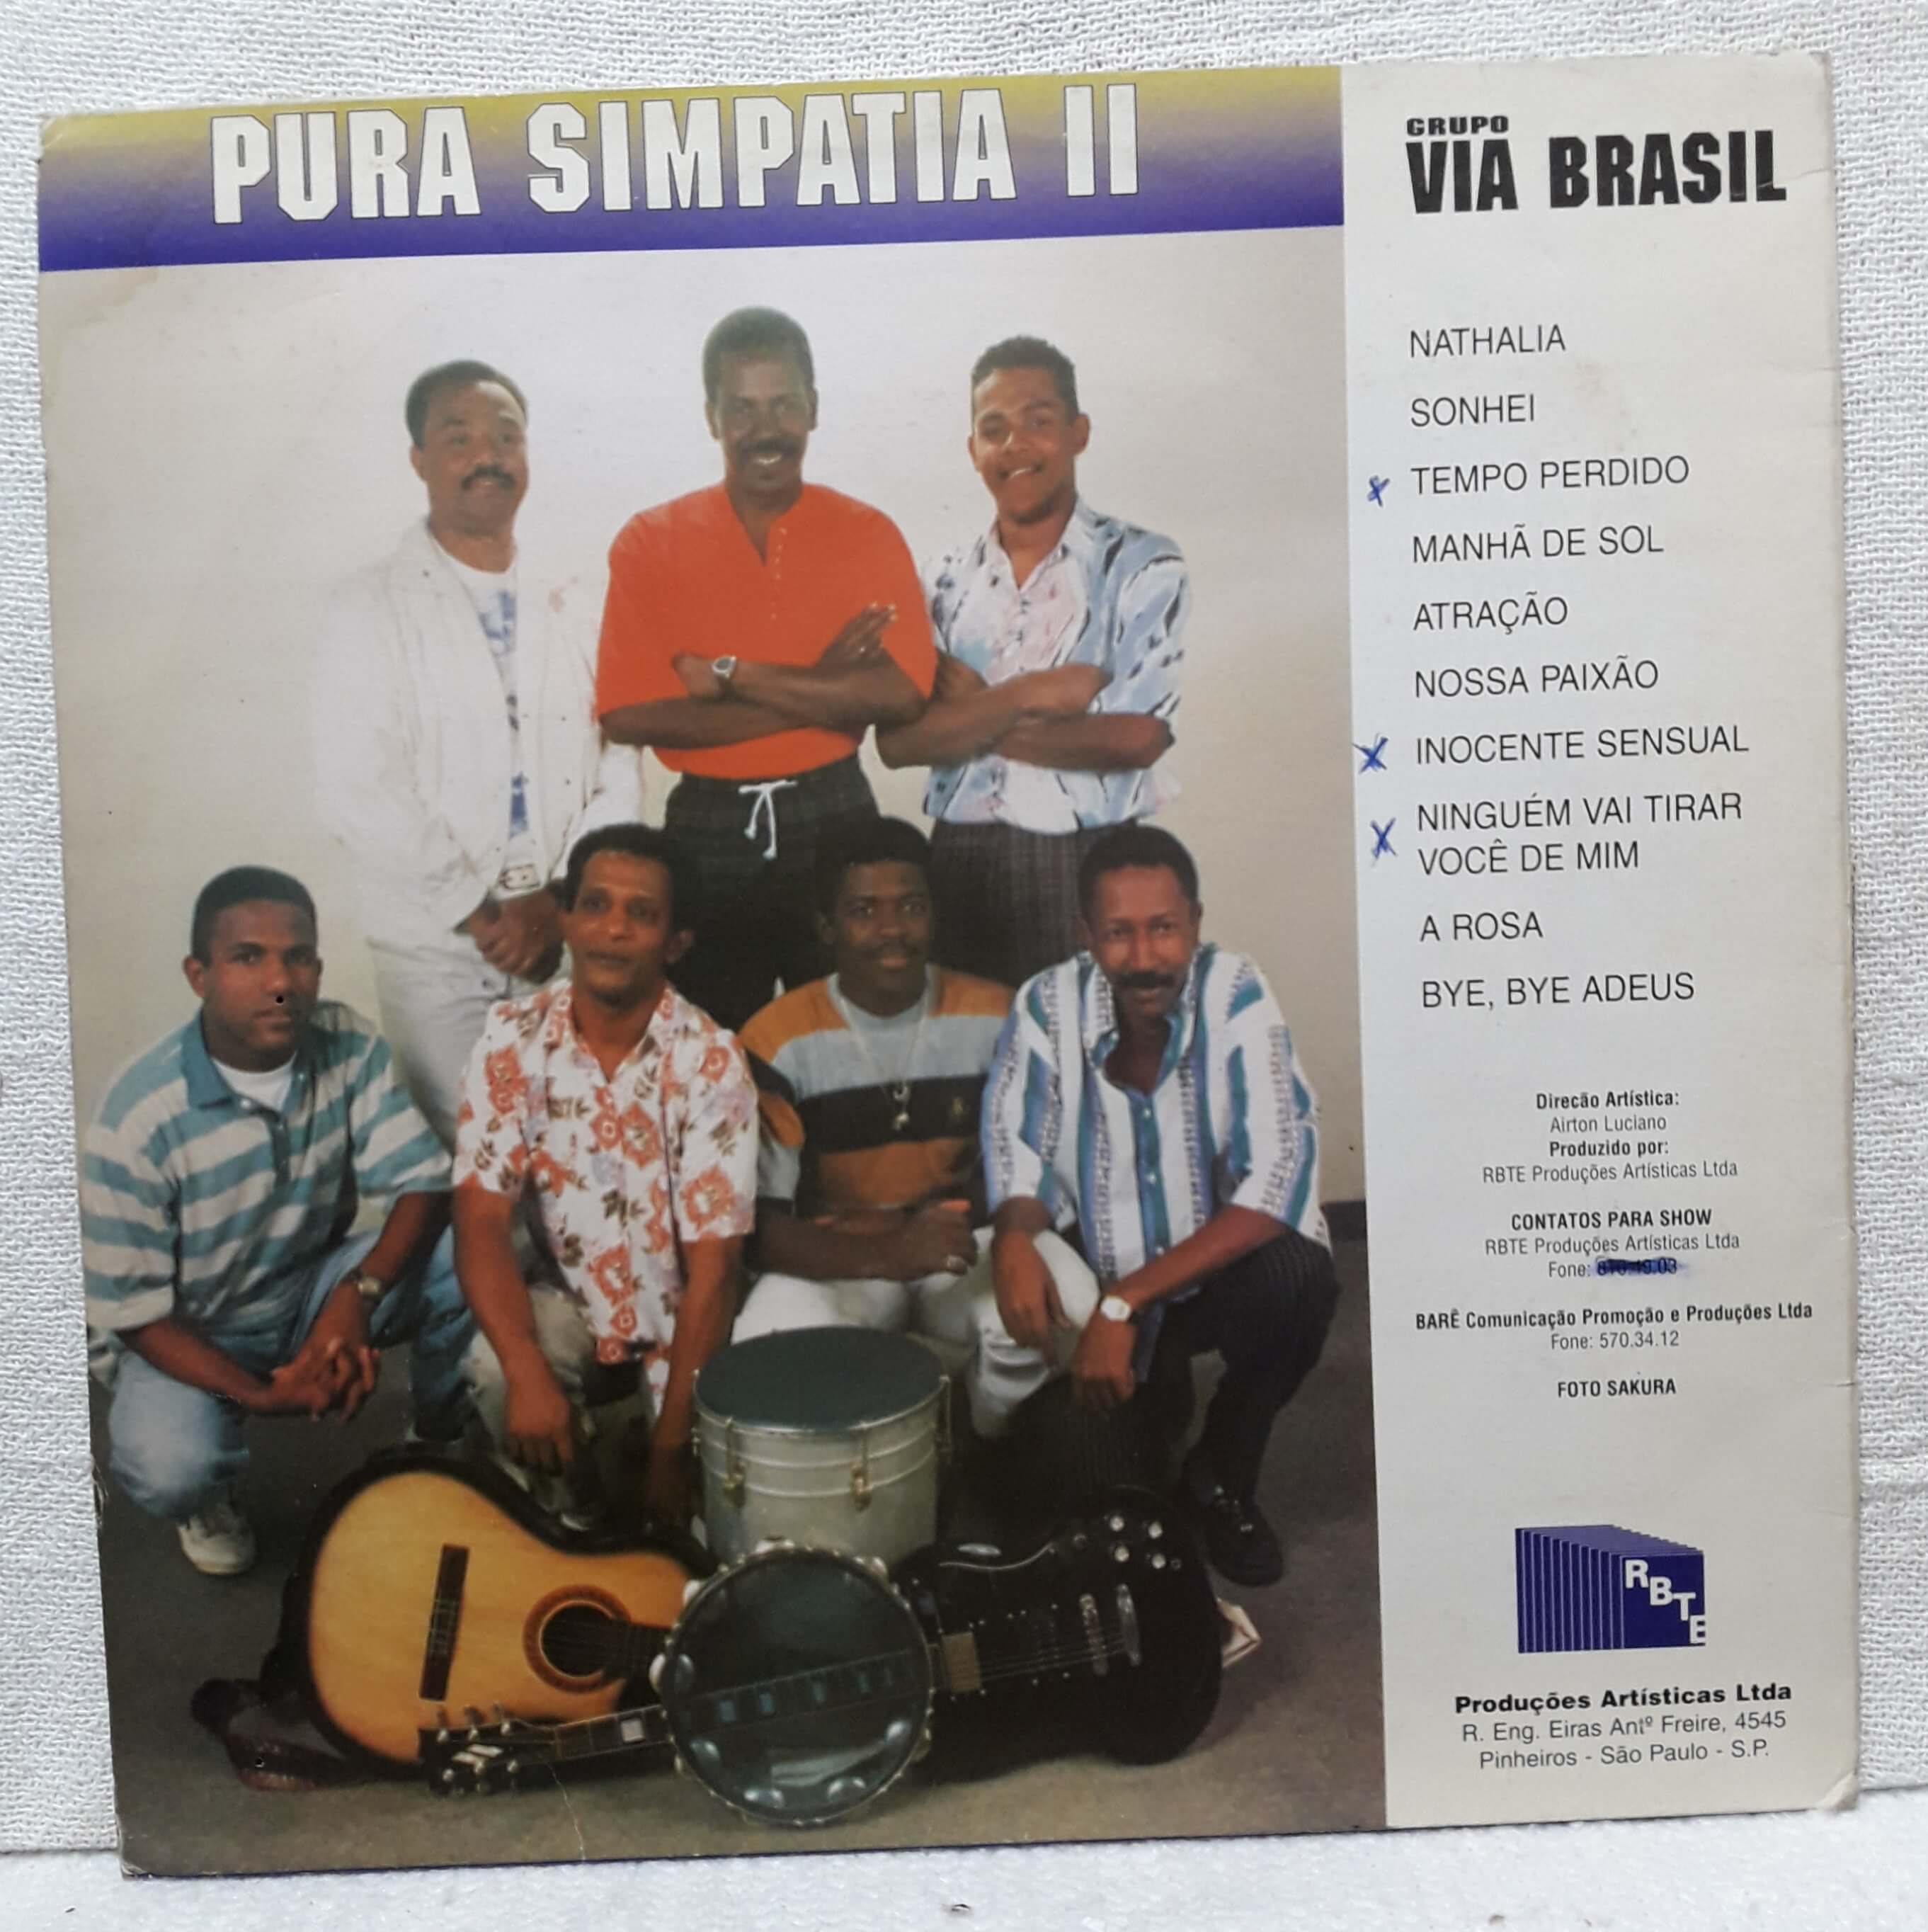 PURA SIMPATIA II
GRUPO
VIA BRASIL
NATHALIA
SONHEI
TEMPO PERDIDO
MANHÃ DE SOL
ATRAÇÃO
NOSSA PAIXÃO
INOCENTE SENSUAL
NINGUÉM VAI TIRAR
VOCÊ DE MIM
A ROSA
BYE, BYE ADEUS
Direcão Artística:
Airton Luciano
Produzido por:
RBTE Produções Artísticas Ltda
CONTATOS PARA SHOW
RBTE Produções Artísticas Ltda
Fone:
BARÊ Comunicação Promoção e Produções Ltda
Fone: 570.34.12
FOTO SAKURA
RBTE
Produções Artísticas Ltda
R. Eng. Eiras Antº Freire, 4545
Pinheiros - São Paulo - S.P.